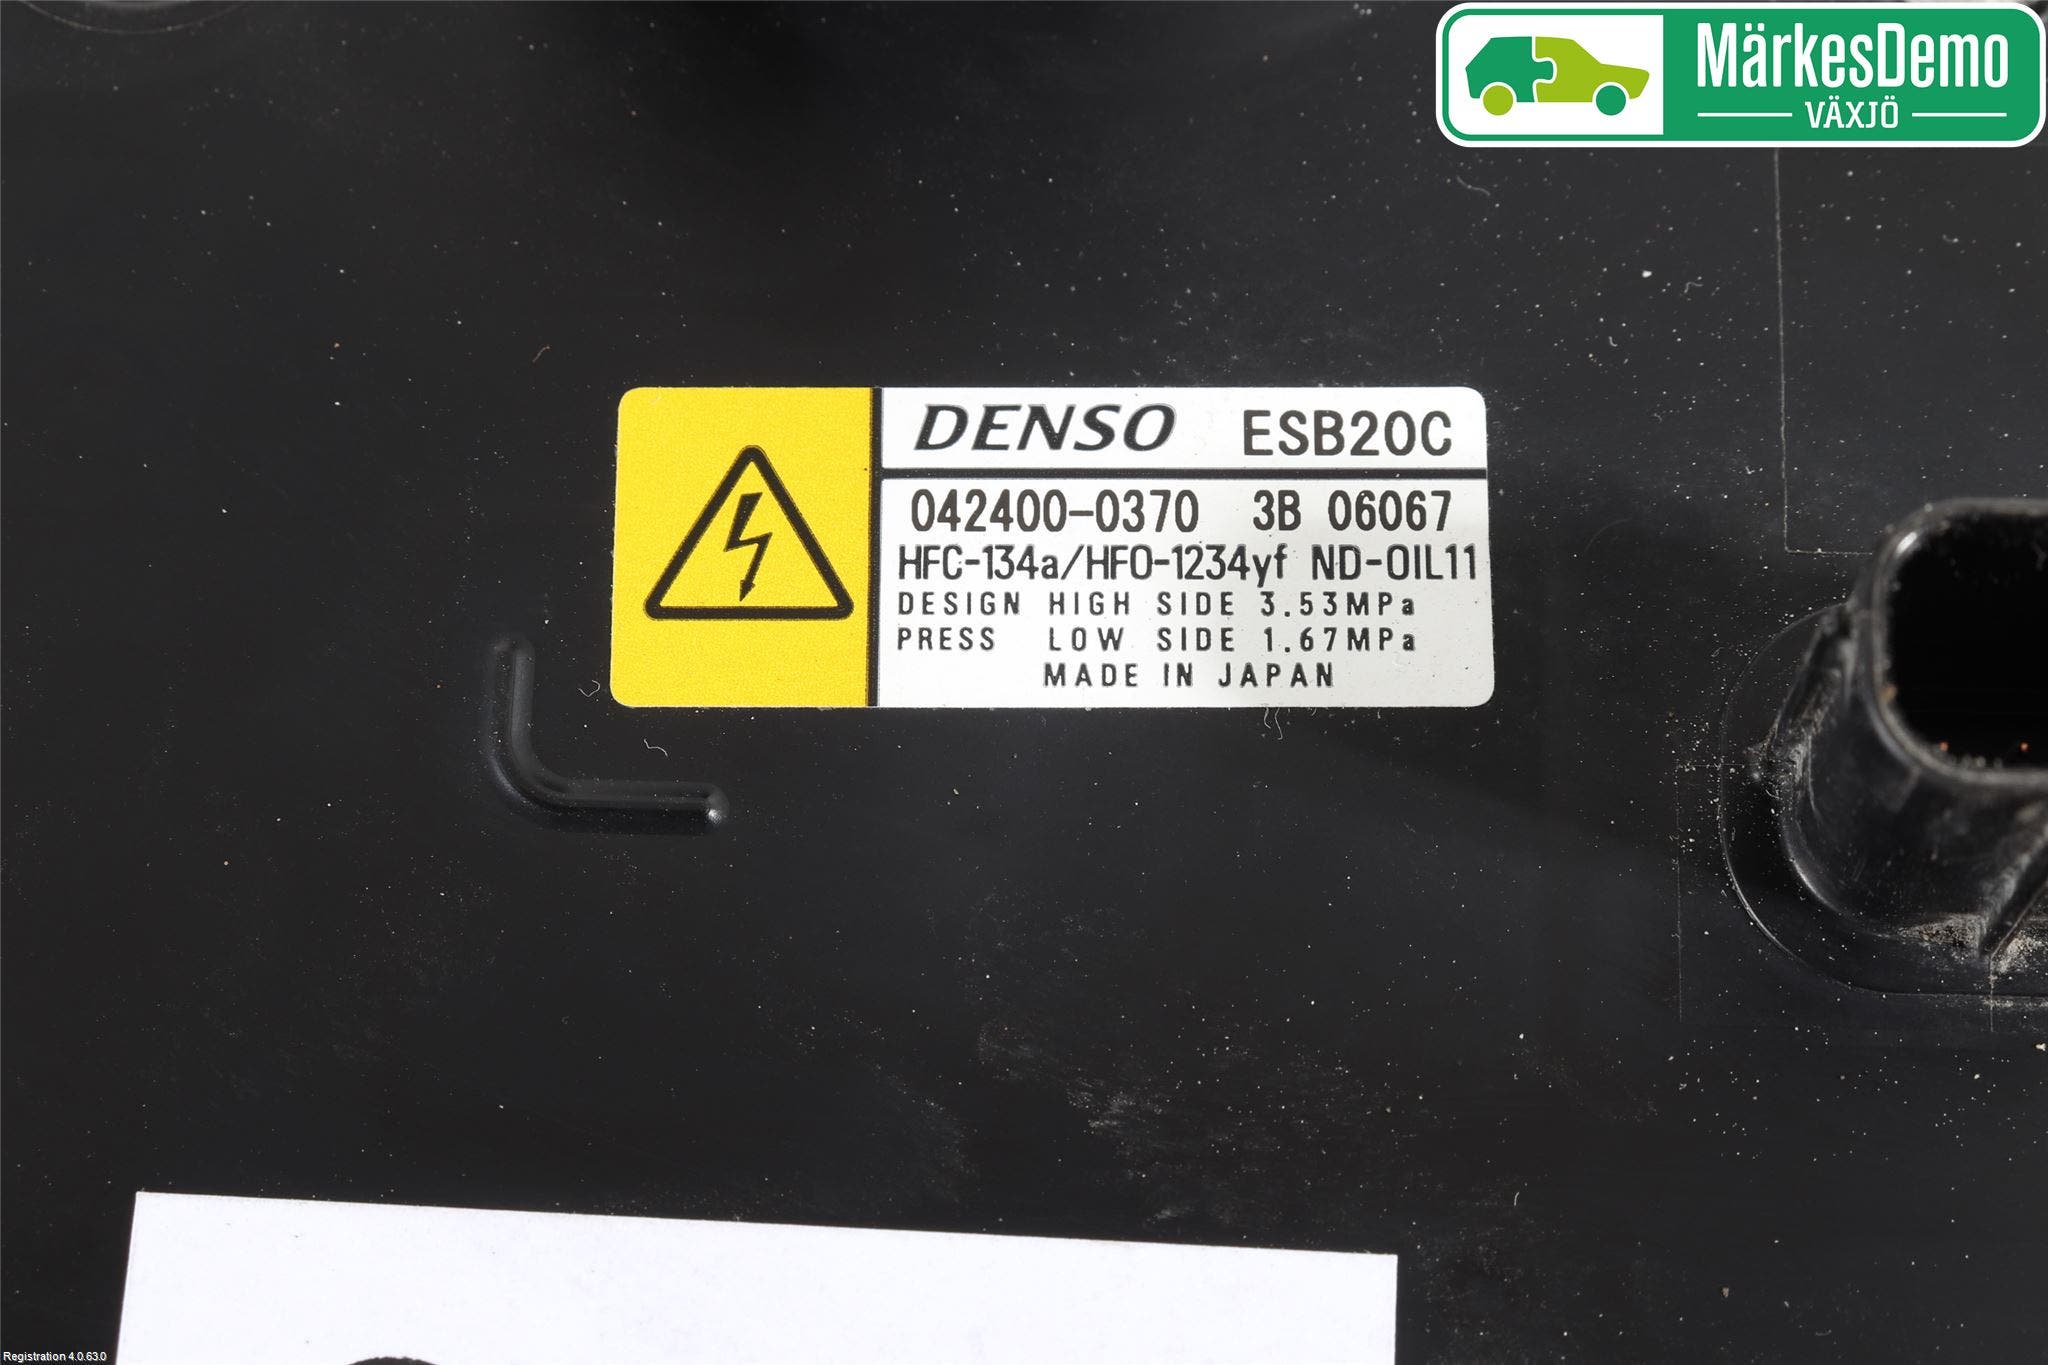 MärkesDemo
VÄXJÖ
DENSO ESB20C
042400-0370 3B 06067
HFC-134a/HFO-1234yf ND-OIL11
DESIGN HIGH SIDE 3.53MPa
PRESS LOW SIDE 1.67MPa
MADE IN JAPAN
Registration 4.0.63.0